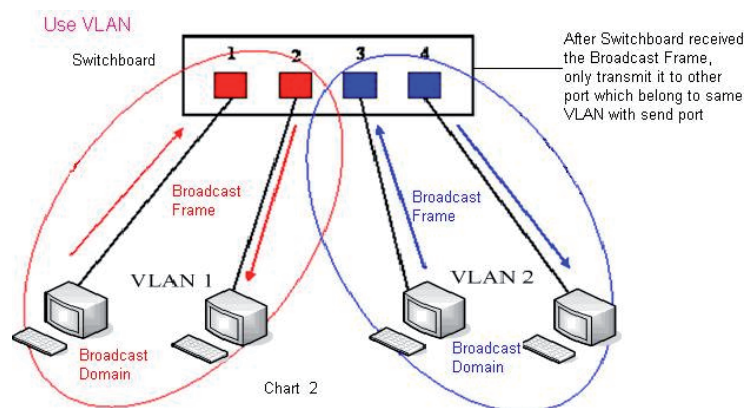 Use VLAN
Switchboard
1 2 3 4
After Switchboard received
the Broadcast Frame,
only transmit it to other
port which belong to same
VLAN with send port
Broadcast
Frame
Broadcast
Frame
VLAN 1
VLAN 2
Broadcast
Domain
Broadcast
Domain
Chart 2